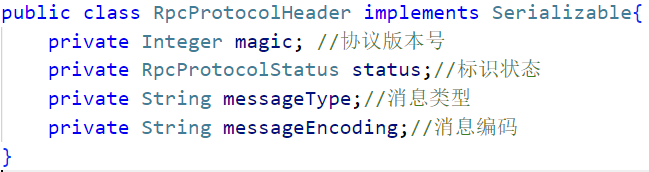 public class RpcProtocolHeader implements Serializable{
    private Integer magic; //协议版本号
    private RpcProtocolStatus status;//标识状态
    private String messageType;//消息类型
    private String messageEncoding;//消息编码
}